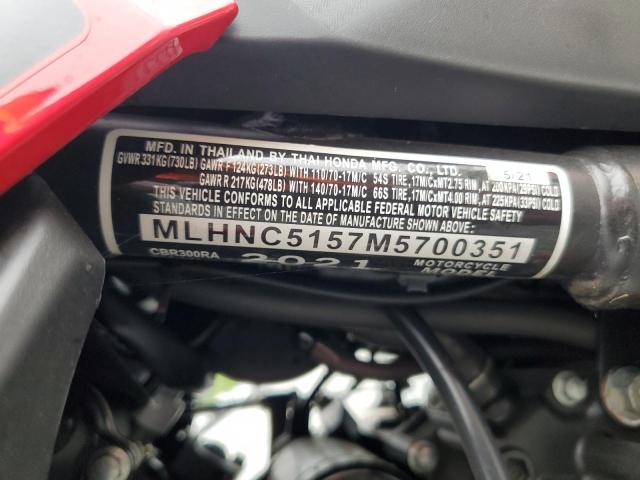 MFD. IN THAILAND BY THAI HONDA MFG. CO., LTD. 5/21
GVWR 331KG(730LB) GAWR F 124KG(273LB) WITH 110/70-17M/C 54S TIRE, 17M/CxMT2.75 RIM, AT 200KPA(29PSI) COLD
GAWR R 217KG(478LB) WITH 140/70-17M/C 66S TIRE, 17M/CxMT4.00 RIM, AT 225KPA(33PSI) COLD
THIS VEHICLE CONFORMS TO ALL APPLICABLE FEDERAL MOTOR VEHICLE SAFETY
STANDARDS IN EFFECT ON THE DATE OF MANUFACTURE SHOWN ABOVE.
MLHNC5157M5700351
CBR300RA 2021 MOTORCYCLE